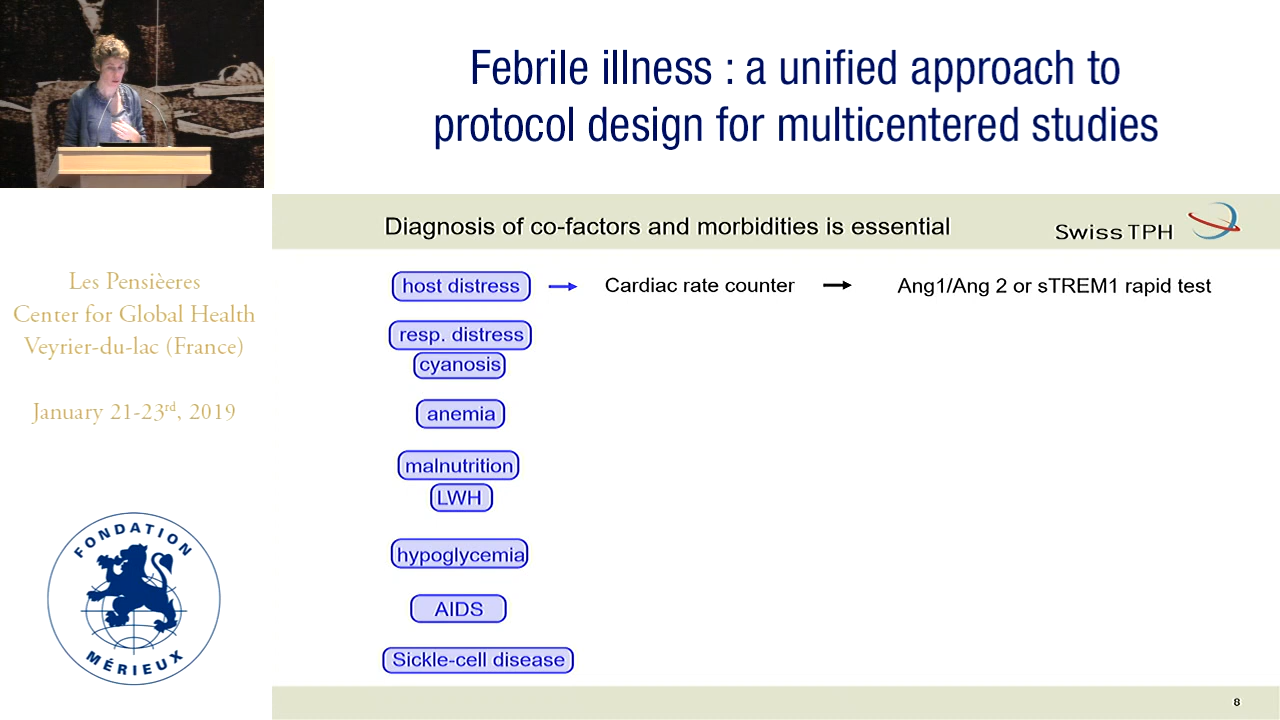 Febrile illness : a unified approach to
protocol design for multicentered studies
Diagnosis of co-factors and morbidities is essential
Swiss TPH
Les Pensièeres
Center for Global Health
Veyrier-du-lac (France)
January 21-23rd, 2019
FONDATION
MÉRIEUX
host distress → Cardiac rate counter → Ang1/Ang 2 or sTREM1 rapid test
resp. distress
cyanosis
anemia
malnutrition
LWH
hypoglycemia
AIDS
Sickle-cell disease
8